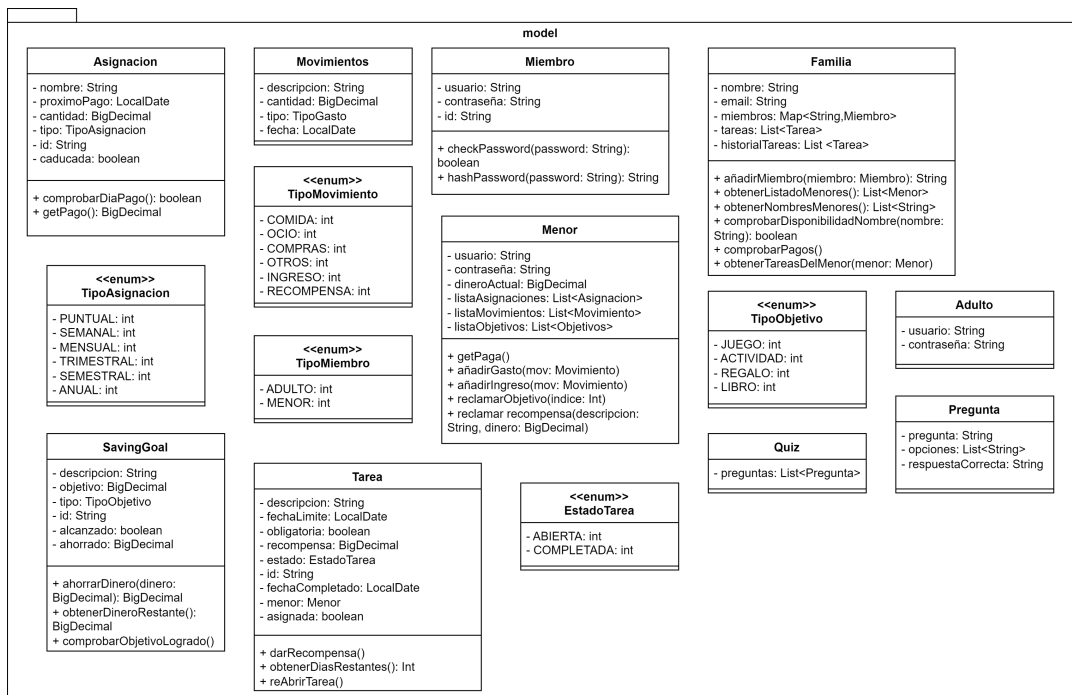 model
Asignacion
- nombre: String
- proximoPago: LocalDate
- cantidad: BigDecimal
- tipo: TipoAsignacion
- id: String
- caducada: boolean
+ comprobarDiaPago(): boolean
+ getPago(): BigDecimal
Movimientos
- descripcion: String
- cantidad: BigDecimal
- tipo: TipoGasto
- fecha: LocalDate
Miembro
- usuario: String
- contraseña: String
- id: String
+ checkPassword(password: String):
boolean
+ hashPassword(password: String): String
Familia
- nombre: String
- email: String
- miembros: Map<String,Miembro>
- tareas: List<Tarea>
- historialTareas: List <Tarea>
+ añadirMiembro(miembro: Miembro): String
+ obtenerListadoMenores(): List<Menor>
+ obtenerNombresMenores(): List<String>
+ comprobarDisponibilidadNombre(nombre:
String): boolean
+ comprobarPagos()
+ obtenerTareasDelMenor(menor: Menor)
<<enum>>
TipoMovimiento
- COMIDA: int
- OCIO: int
- COMPRAS: int
- OTROS: int
- INGRESO: int
- RECOMPENSA: int
Menor
- usuario: String
- contraseña: String
- dineroActual: BigDecimal
- listaAsignaciones: List<Asignacion>
- listaMovimientos: List<Movimiento>
- listaObjetivos: List<Objetivos>
+ getPaga()
+ añadirGasto(mov: Movimiento)
+ añadirIngreso(mov: Movimiento)
+ reclamarObjetivo(indice: Int)
+ reclamar recompensa(descripcion:
String, dinero: BigDecimal)
<<enum>>
TipoAsignacion
- PUNTUAL: int
- SEMANAL: int
- MENSUAL: int
- TRIMESTRAL: int
- SEMESTRAL: int
- ANUAL: int
<<enum>>
TipoMiembro
- ADULTO: int
- MENOR: int
<<enum>>
TipoObjetivo
- JUEGO: int
- ACTIVIDAD: int
- REGALO: int
- LIBRO: int
Adulto
- usuario: String
- contraseña: String
Pregunta
- pregunta: String
- opciones: List<String>
- respuestaCorrecta: String
SavingGoal
- descripcion: String
- objetivo: BigDecimal
- tipo: TipoObjetivo
- id: String
- alcanzado: boolean
- ahorrado: BigDecimal
+ ahorrarDinero(dinero:
BigDecimal): BigDecimal
+ obtenerDineroRestante():
BigDecimal
+ comprobarObjetivoLogrado()
Quiz
- preguntas: List<Pregunta>
Tarea
- descripcion: String
- fechaLimite: LocalDate
- obligatoria: boolean
- recompensa: BigDecimal
- estado: EstadoTarea
- id: String
- fechaCompletado: LocalDate
- menor: Menor
- asignada: boolean
+ darRecompensa()
+ obtenerDiasRestantes(): Int
+ reAbrirTarea()
<<enum>>
EstadoTarea
- ABIERTA: int
- COMPLETADA: int